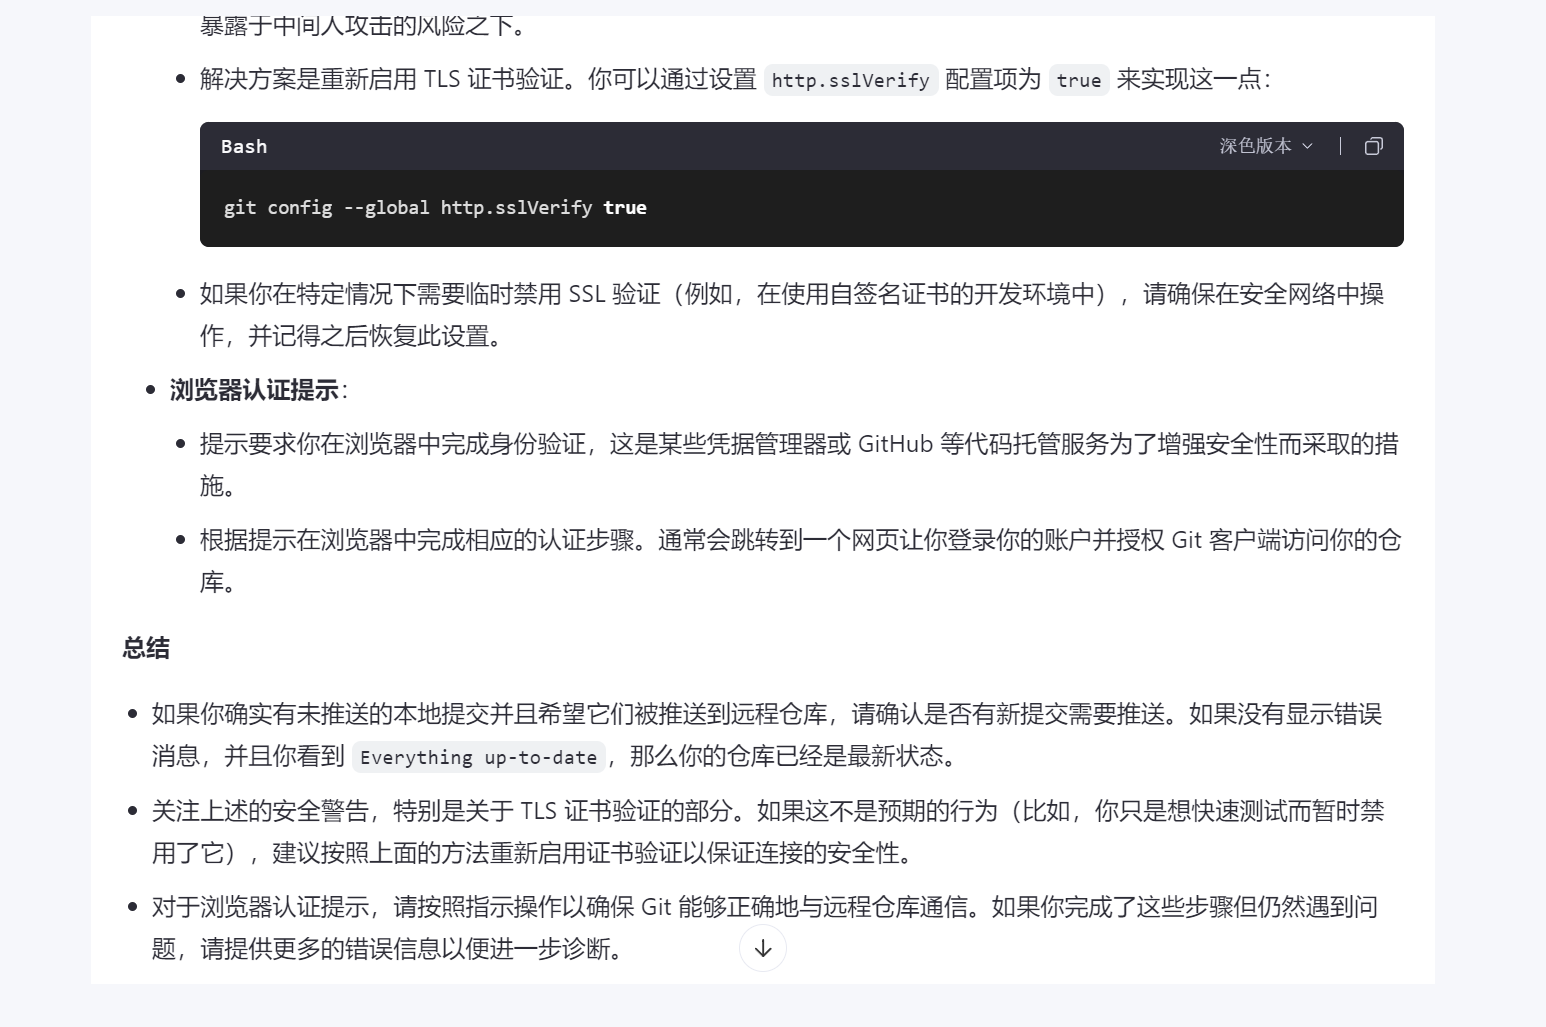 暴露于中间人攻击的风险之下。
解决方案是重新启用 TLS 证书验证。你可以通过设置 http.sslVerify 配置项为 true 来实现这一点：
Bash 深色版本
git config --global http.sslVerify true
如果你在特定情况下需要临时禁用 SSL 验证（例如，在使用自签名证书的开发环境中），请确保在安全网络中操
作，并记得之后恢复此设置。
浏览器认证提示：
提示要求你在浏览器中完成身份验证，这是某些凭据管理器或 GitHub 等代码托管服务为了增强安全性而采取的措
施。
根据提示在浏览器中完成相应的认证步骤。通常会跳转到一个网页让你登录你的账户并授权 Git 客户端访问你的仓
库。
总结
如果你确实有未推送的本地提交并且希望它们被推送到远程仓库，请确认是否有新提交需要推送。如果没有显示错误
消息，并且你看到 Everything up-to-date，那么你的仓库已经是最新状态。
关注上述的安全警告，特别是关于 TLS 证书验证的部分。如果这不是预期的行为（比如，你只是想快速测试而暂时禁
用了它），建议按照上面的方法重新启用证书验证以保证连接的安全性。
对于浏览器认证提示，请按照指示操作以确保 Git 能够正确地与远程仓库通信。如果你完成了这些步骤但仍然遇到问
题，请提供更多的错误信息以便进一步诊断。